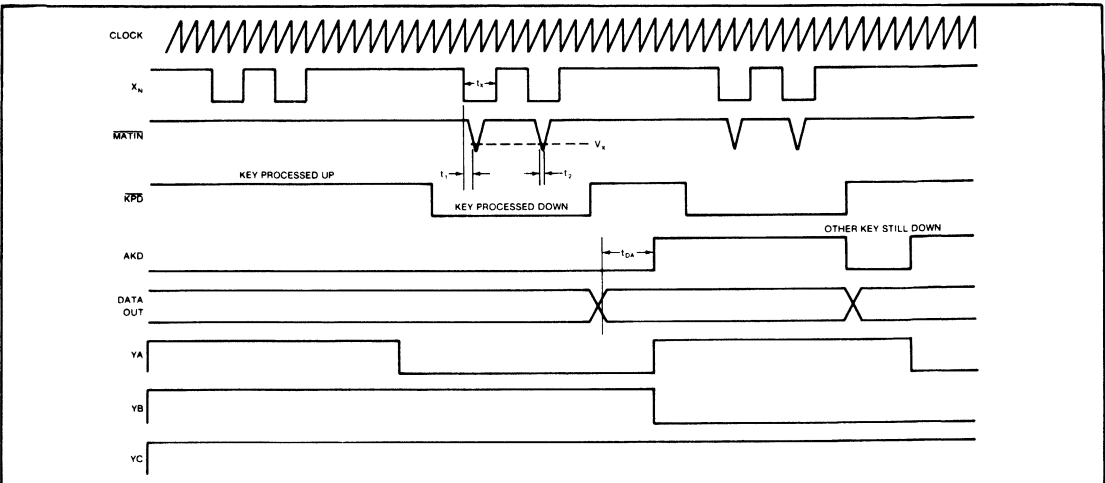 CLOCK
X_N
t_x
MATIN
V_x
t_1
t_2
KEY PROCESSED UP
KPD
KEY PROCESSED DOWN
OTHER KEY STILL DOWN
AKD
t_DA
DATA
OUT
YA
YB
YC